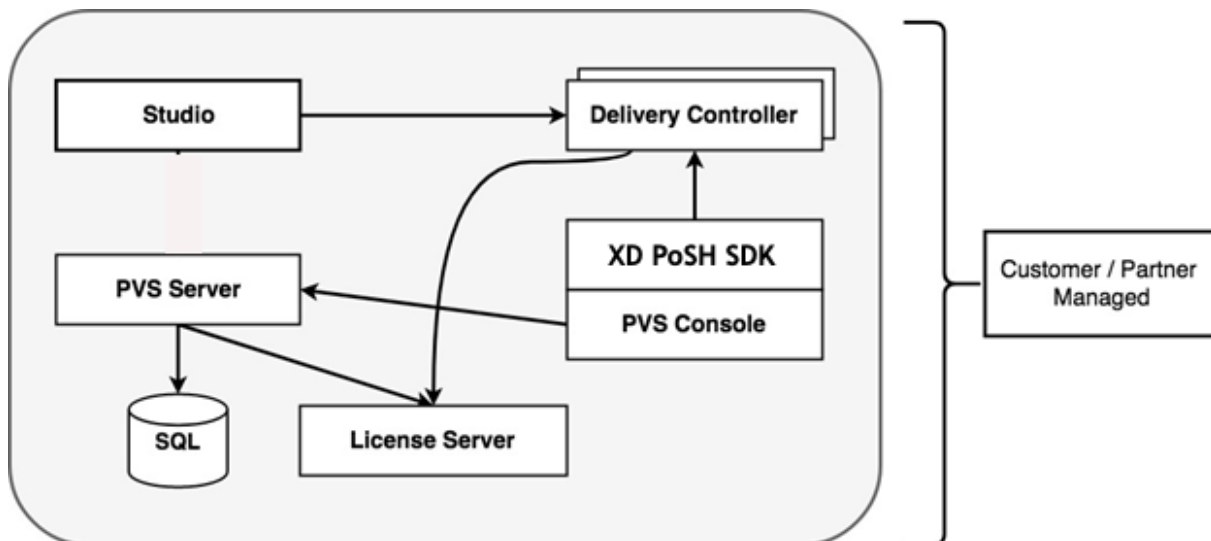 Studio
Delivery Controller
XD PoSH SDK
PVS Server
PVS Console
SQL
License Server
Customer / Partner
Managed